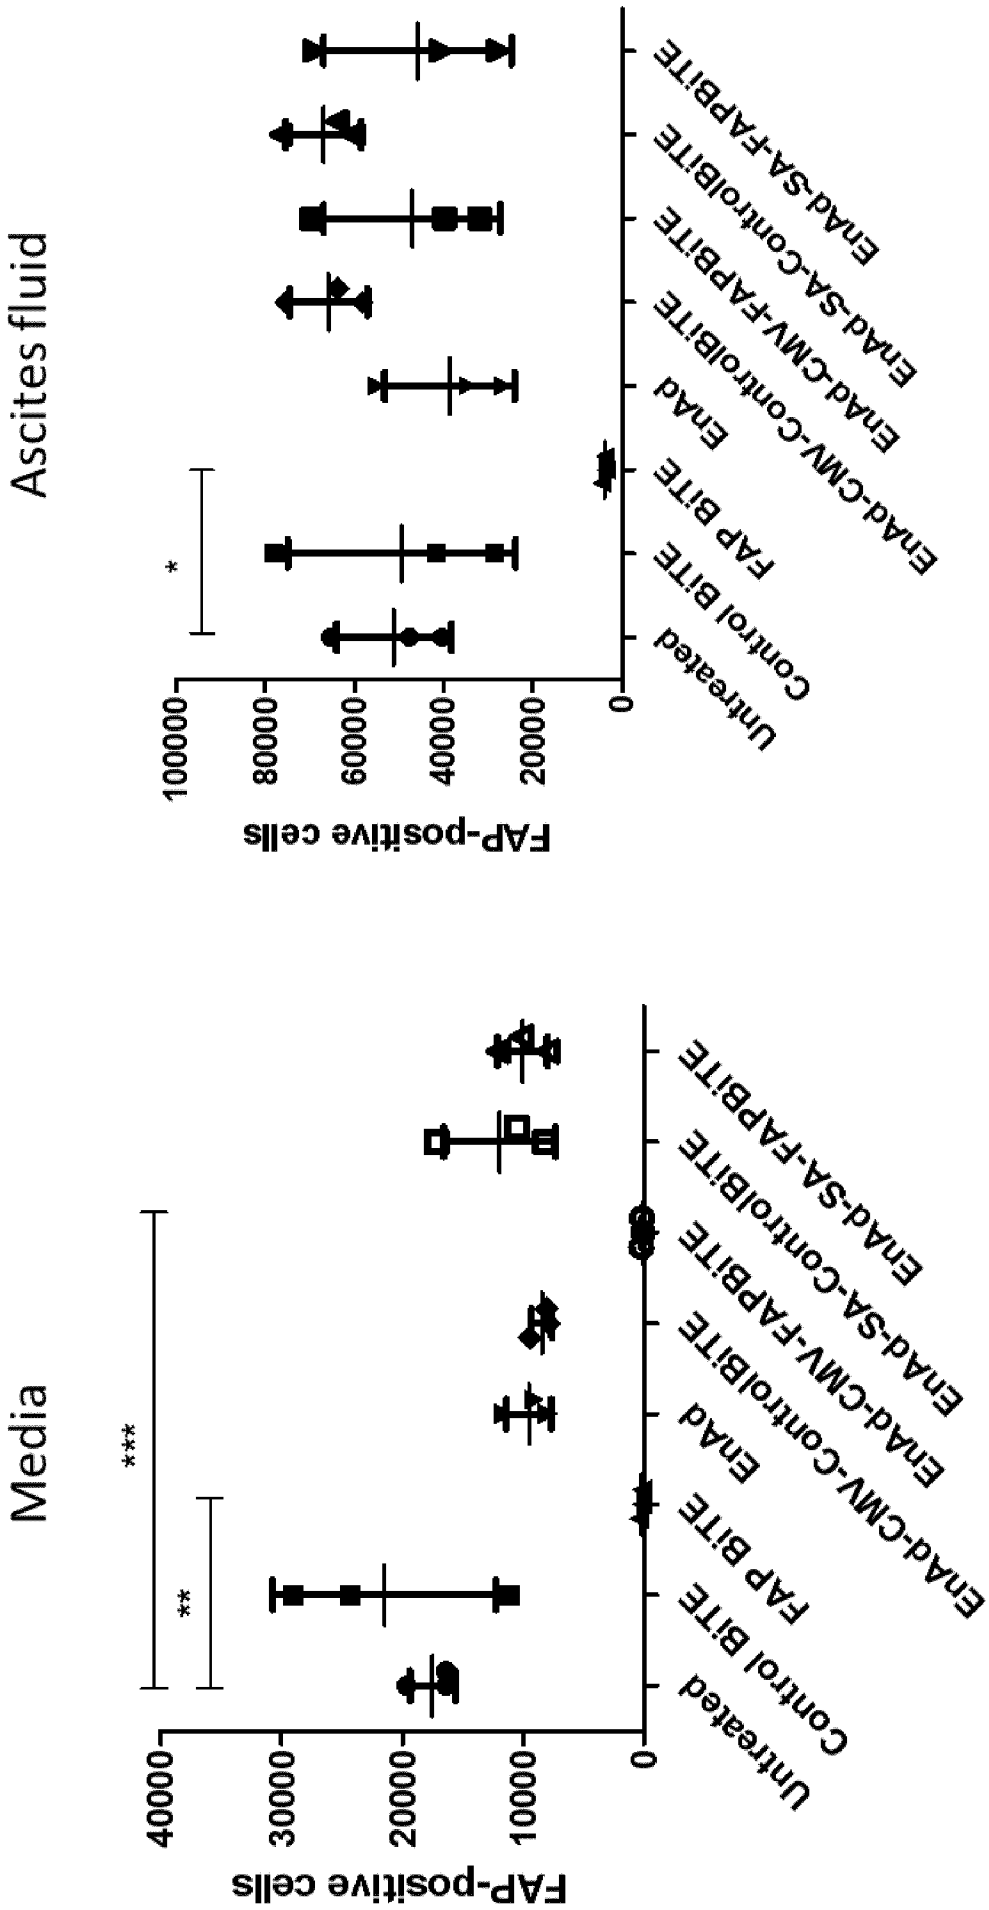 Media
***
**
FAP-positive cells
40000
30000
20000
10000
0
Untreated
Control BiTE
FAP BiTE
EnAd
EnAd-CMV-ControlBiTE
EnAd-CMV-FAPBiTE
EnAd-SA-ControlBiTE
EnAd-SA-FAPBiTE
Ascites fluid
*
FAP-positive cells
100000
80000
60000
40000
20000
0
Untreated
Control BiTE
FAP BiTE
EnAd
EnAd-CMV-ControlBiTE
EnAd-CMV-FAPBiTE
EnAd-SA-ControlBiTE
EnAd-SA-FAPBiTE